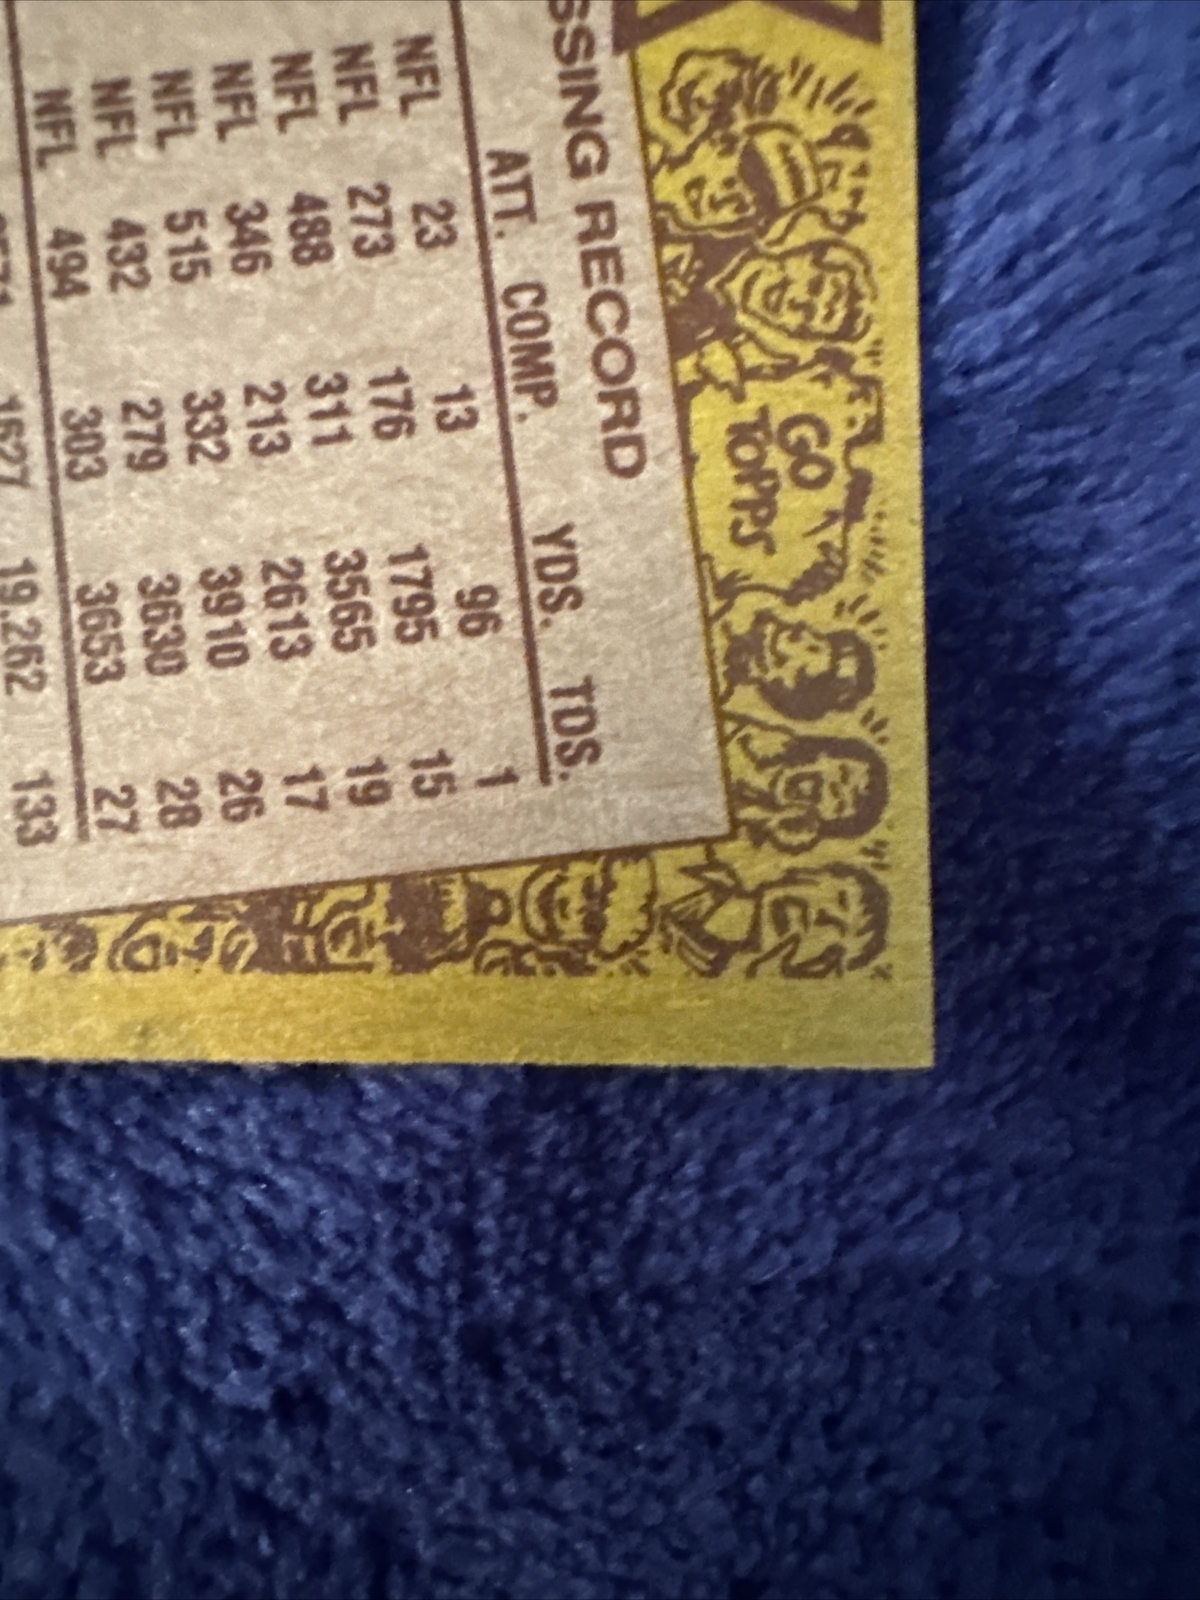 SSING RECORD
ATT. COMP. YDS. TDS.
NFL 23 13 96 1
NFL 273 176 1795 15
NFL 488 311 3565 19
NFL 346 213 2613 17
NFL 515 332 3910 26
NFL 432 279 3630 28
NFL 494 303 3653 27
1627 19,262 133
GO
TOPPS